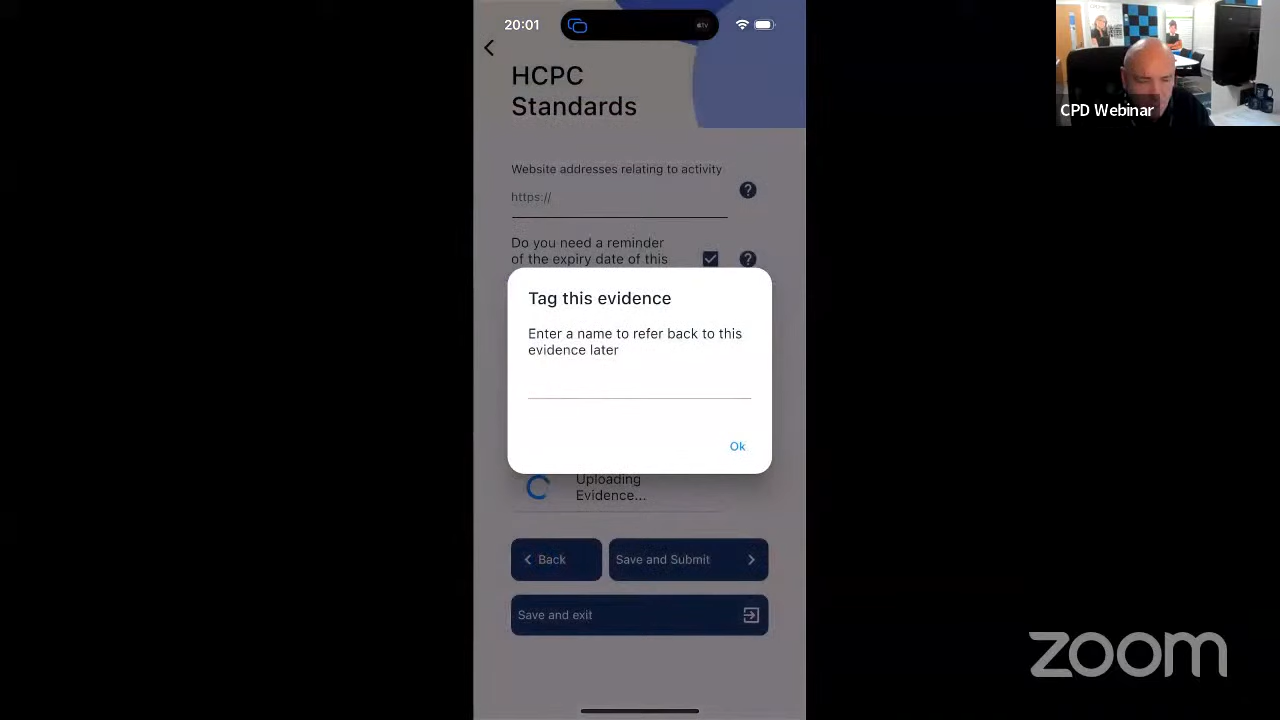 20:01
HCPC
Standards
Website addresses relating to activity
https://
Do you need a reminder
of the expiry date of this
Tag this evidence
Enter a name to refer back to this
evidence later
Ok
Uploading
Evidence...
Back
Save and Submit
Save and exit
CPD Webinar
zoom